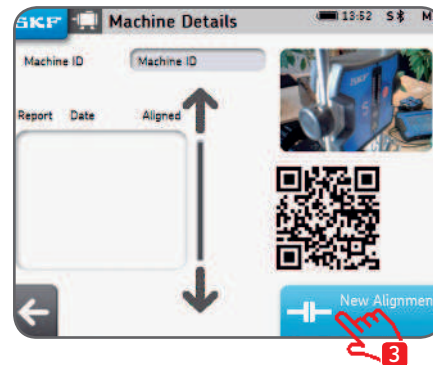 SKF Machine Details 13:52 S M
Machine ID Machine ID
Report Date Aligned
New Alignmen
3